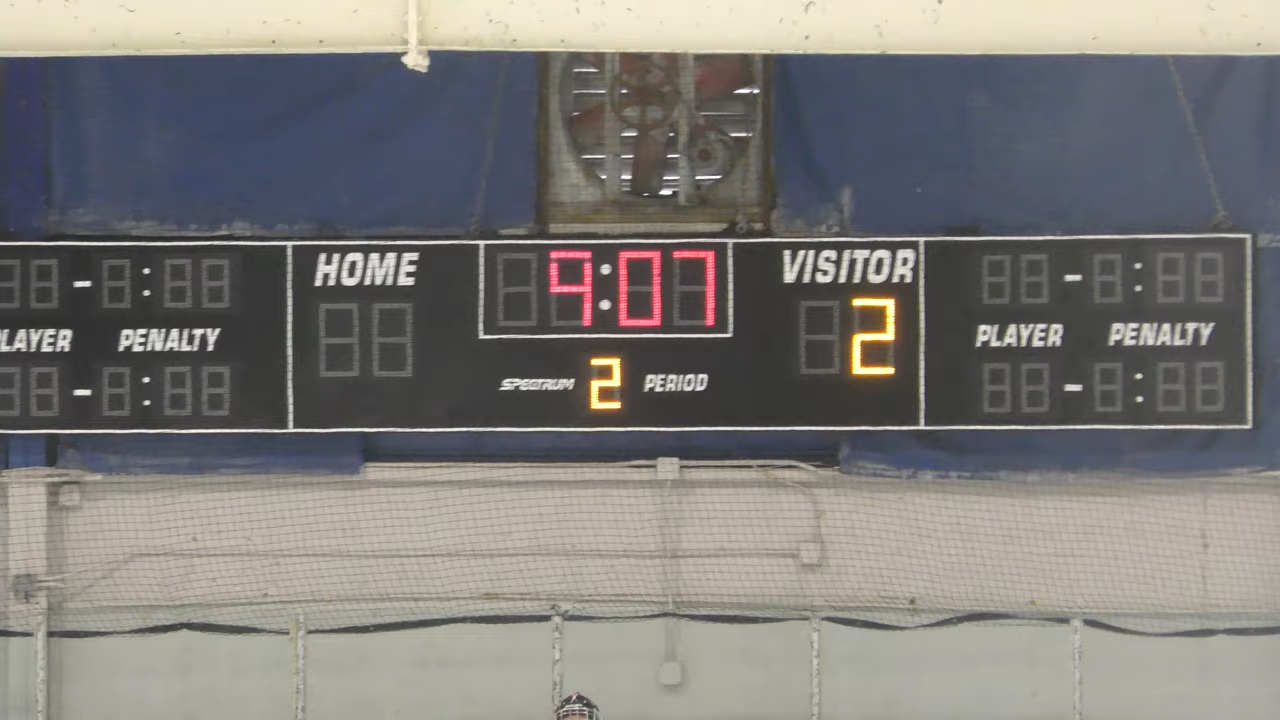 HOME 9:07 VISITOR
2
PLAYER PENALTY
PLAYER PENALTY
SPECTRUM 2 PERIOD